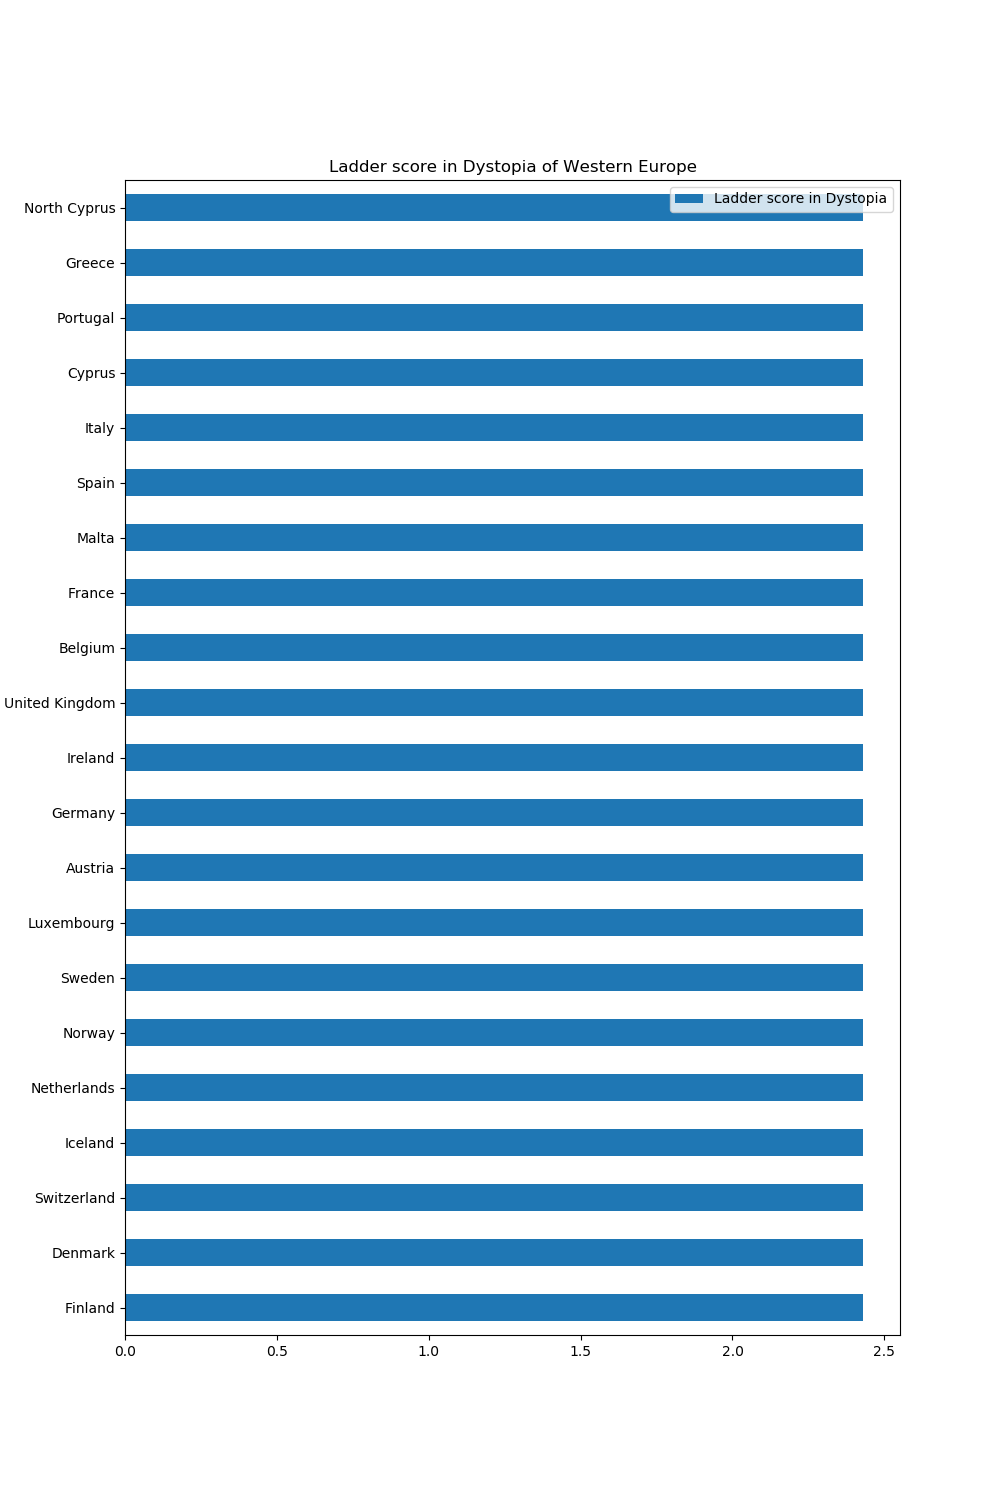 Ladder score in Dystopia of Western Europe
Ladder score in Dystopia
North Cyprus
Greece
Portugal
Cyprus
Italy
Spain
Malta
France
Belgium
United Kingdom
Ireland
Germany
Austria
Luxembourg
Sweden
Norway
Netherlands
Iceland
Switzerland
Denmark
Finland
0.0 0.5 1.0 1.5 2.0 2.5